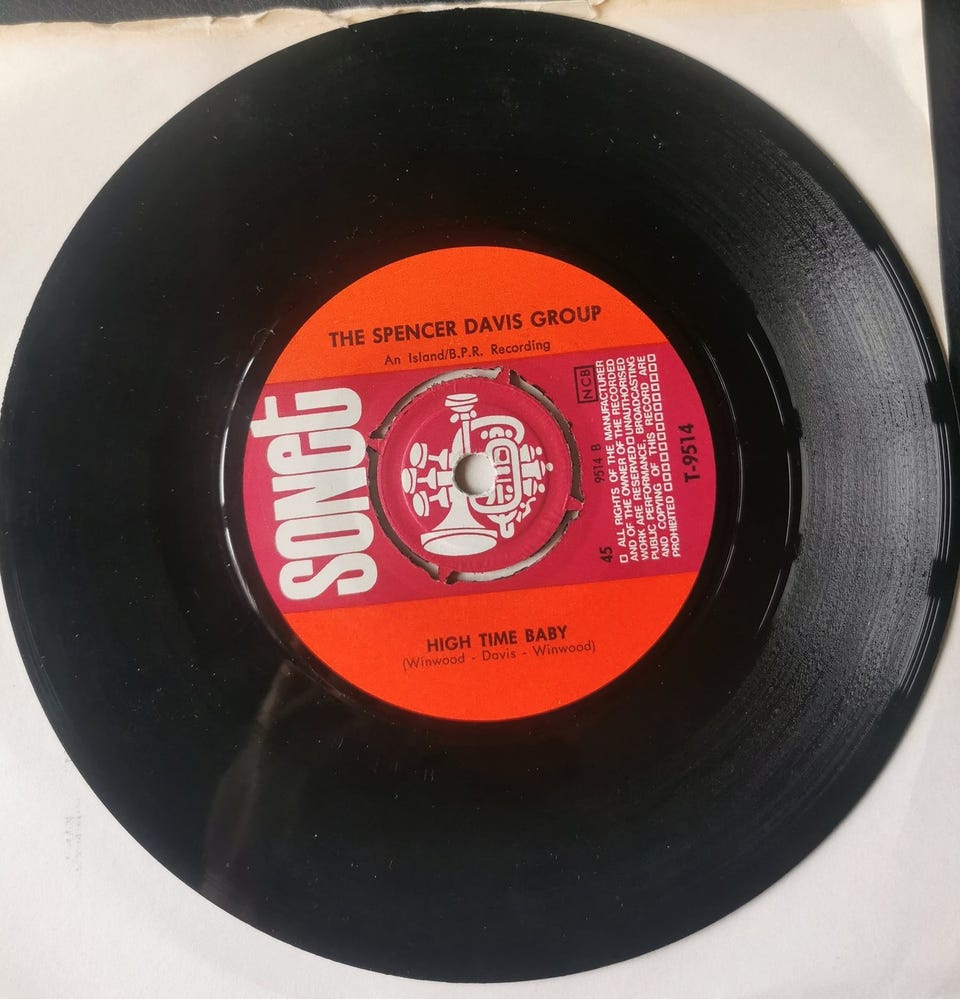 THE SPENCER DAVIS GROUP
An Island/B.P.R. Recording
SONET
NCB
45
9514 B
□ ALL RIGHTS OF THE MANUFACTURER
AND OF THE OWNER OF THE RECORDED
WORK ARE RESERVED□UNAUTHORISED
PUBLIC PERFORMANCE, BROADCASTING
AND COPYING OF THIS RECORD ARE
PROHIBITED □□□□□□□□□□□
T-9514
HIGH TIME BABY
(Winwood - Davis - Winwood)